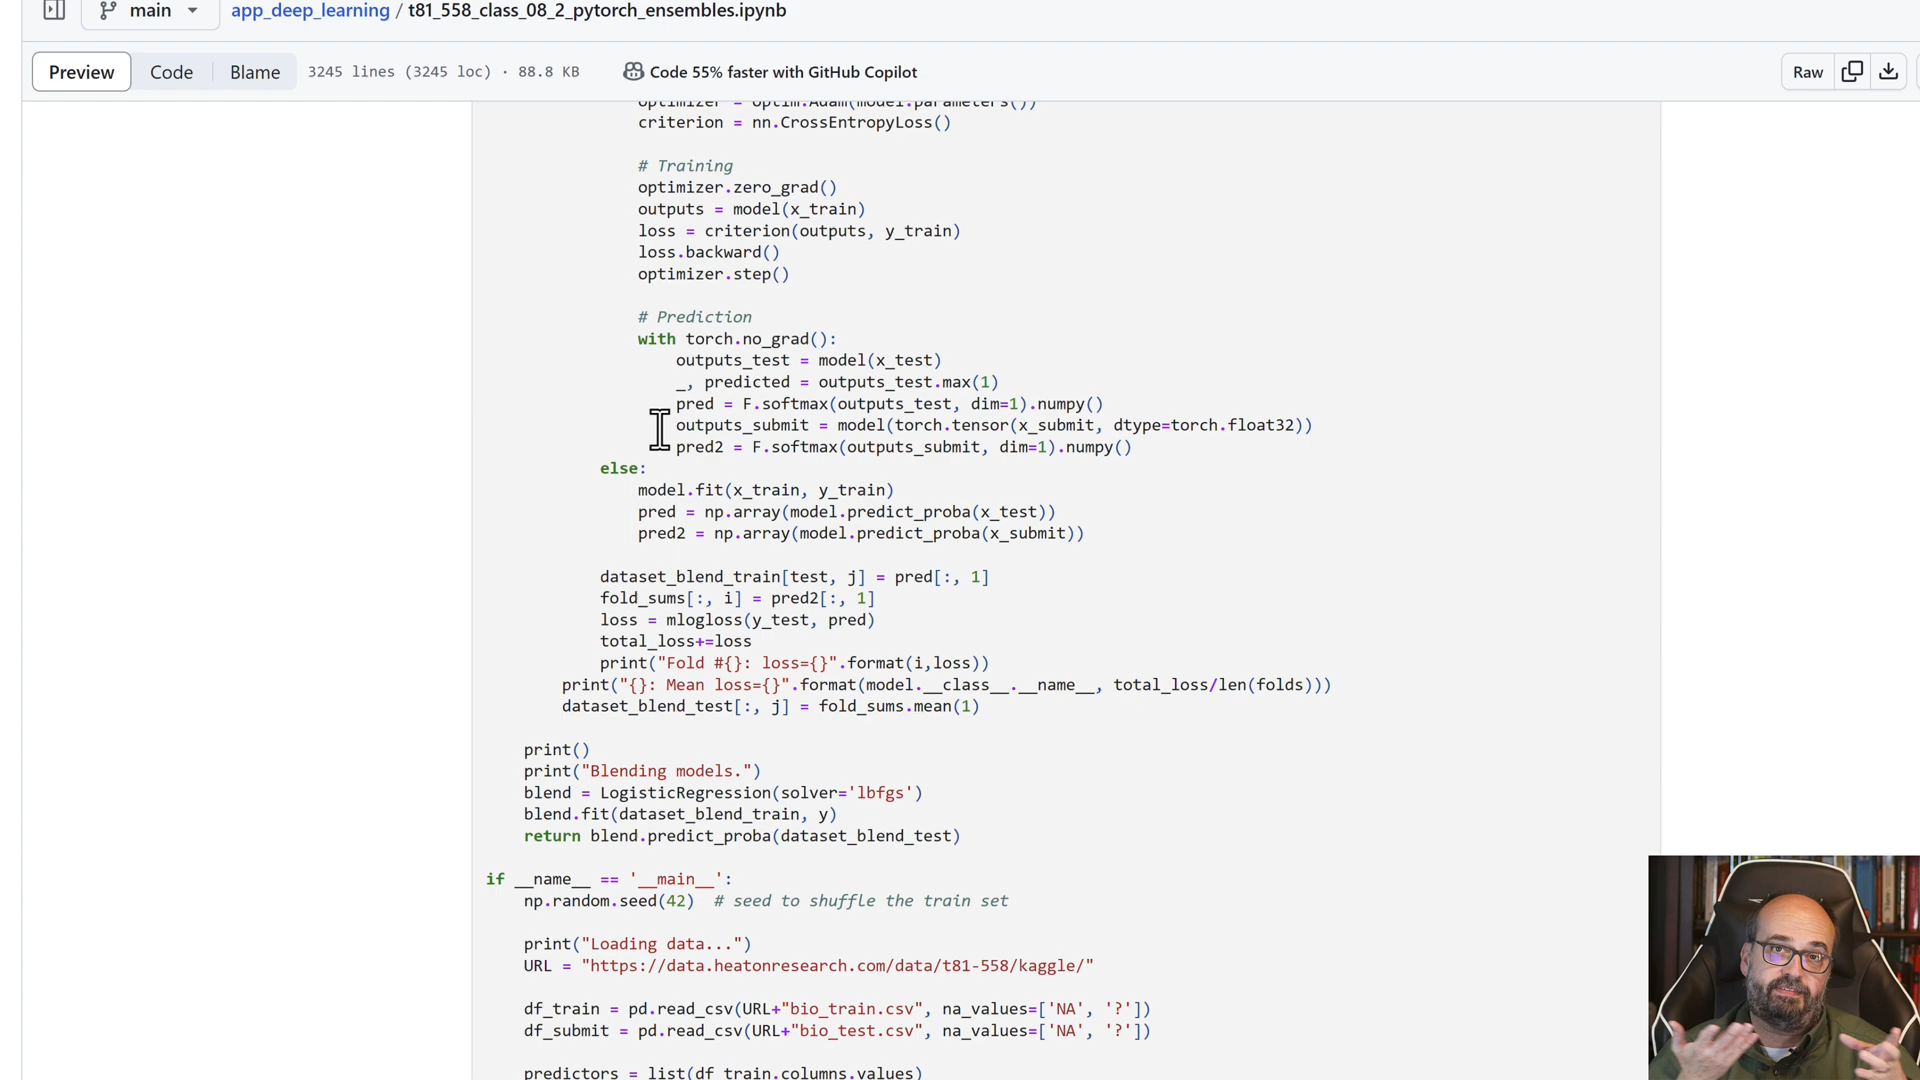 main
app_deep_learning / t81_558_class_08_2_pytorch_ensembles.ipynb
Preview Code Blame 3245 lines (3245 loc) · 88.8 KB Code 55% faster with GitHub Copilot Raw
optimizer = optim.Adam(model.parameters())
criterion = nn.CrossEntropyLoss()
# Training
optimizer.zero_grad()
outputs = model(x_train)
loss = criterion(outputs, y_train)
loss.backward()
optimizer.step()
# Prediction
with torch.no_grad():
outputs_test = model(x_test)
_, predicted = outputs_test.max(1)
pred = F.softmax(outputs_test, dim=1).numpy()
outputs_submit = model(torch.tensor(x_submit, dtype=torch.float32))
pred2 = F.softmax(outputs_submit, dim=1).numpy()
else:
model.fit(x_train, y_train)
pred = np.array(model.predict_proba(x_test))
pred2 = np.array(model.predict_proba(x_submit))
dataset_blend_train[test, j] = pred[:, 1]
fold_sums[:, i] = pred2[:, 1]
loss = mlogloss(y_test, pred)
total_loss+=loss
print("Fold #{}: loss={}".format(i,loss))
print("{}: Mean loss={}".format(model.__class__.__name__, total_loss/len(folds)))
dataset_blend_test[:, j] = fold_sums.mean(1)
print()
print("Blending models.")
blend = LogisticRegression(solver='lbfgs')
blend.fit(dataset_blend_train, y)
return blend.predict_proba(dataset_blend_test)
if __name__ == '__main__':
np.random.seed(42) # seed to shuffle the train set
print("Loading data...")
URL = "https://data.heatonresearch.com/data/t81-558/kaggle/"
df_train = pd.read_csv(URL+"bio_train.csv", na_values=['NA', '?'])
df_submit = pd.read_csv(URL+"bio_test.csv", na_values=['NA', '?'])
predictors = list(df_train.columns.values)